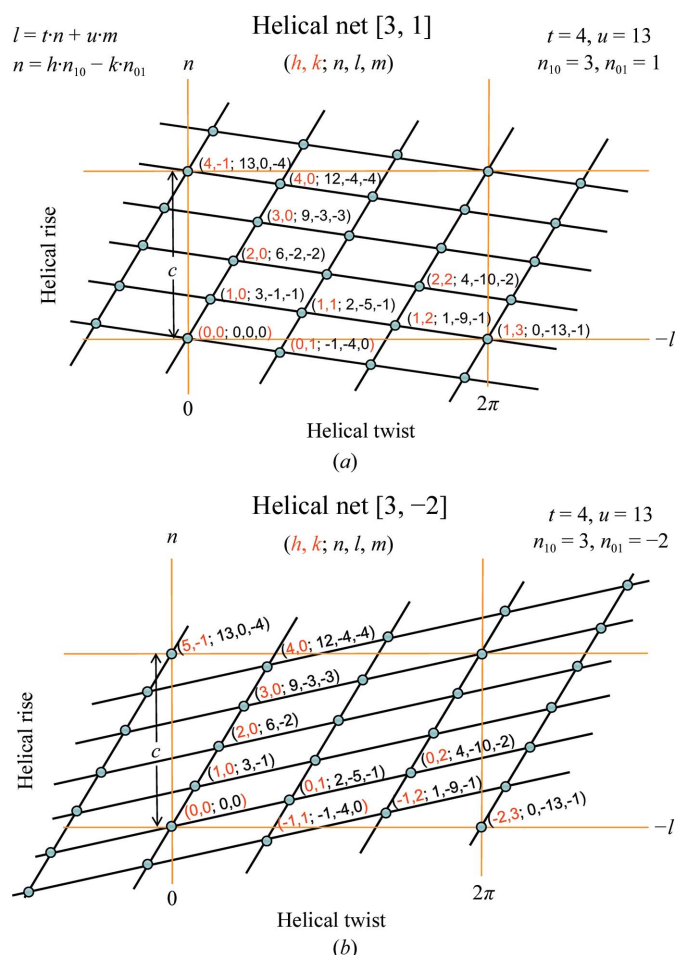 Helical net [3, 1]
l = t·n + u·m
n = h·n10 − k·n01
n
(h, k; n, l, m)
t = 4, u = 13
n10 = 3, n01 = 1
(4,-1; 13,0,-4)
(4,0; 12,-4,-4)
(3,0; 9,-3,-3)
(2,0; 6,-2,-2)
(2,2; 4,-10,-2)
(1,0; 3,-1,-1)
(1,1; 2,-5,-1)
(1,2; 1,-9,-1)
(0,0; 0,0,0)
(0,1; -1,-4,0)
(1,3; 0,-13,-1)
c
Helical rise
−l
0
2π
Helical twist
(a)
Helical net [3, −2]
n
(h, k; n, l, m)
t = 4, u = 13
n10 = 3, n01 = −2
(5,-1; 13,0,-4)
(4,0; 12,-4,-4)
(3,0; 9,-3,-3)
(2,0; 6,-2)
(0,2; 4,-10,-2)
(1,0; 3,-1)
(0,1; 2,-5,-1)
(-1,2; 1,-9,-1)
(0,0; 0,0)
(-1,1; -1,-4,0)
(-2,3; 0,-13,-1)
c
Helical rise
−l
0
2π
Helical twist
(b)